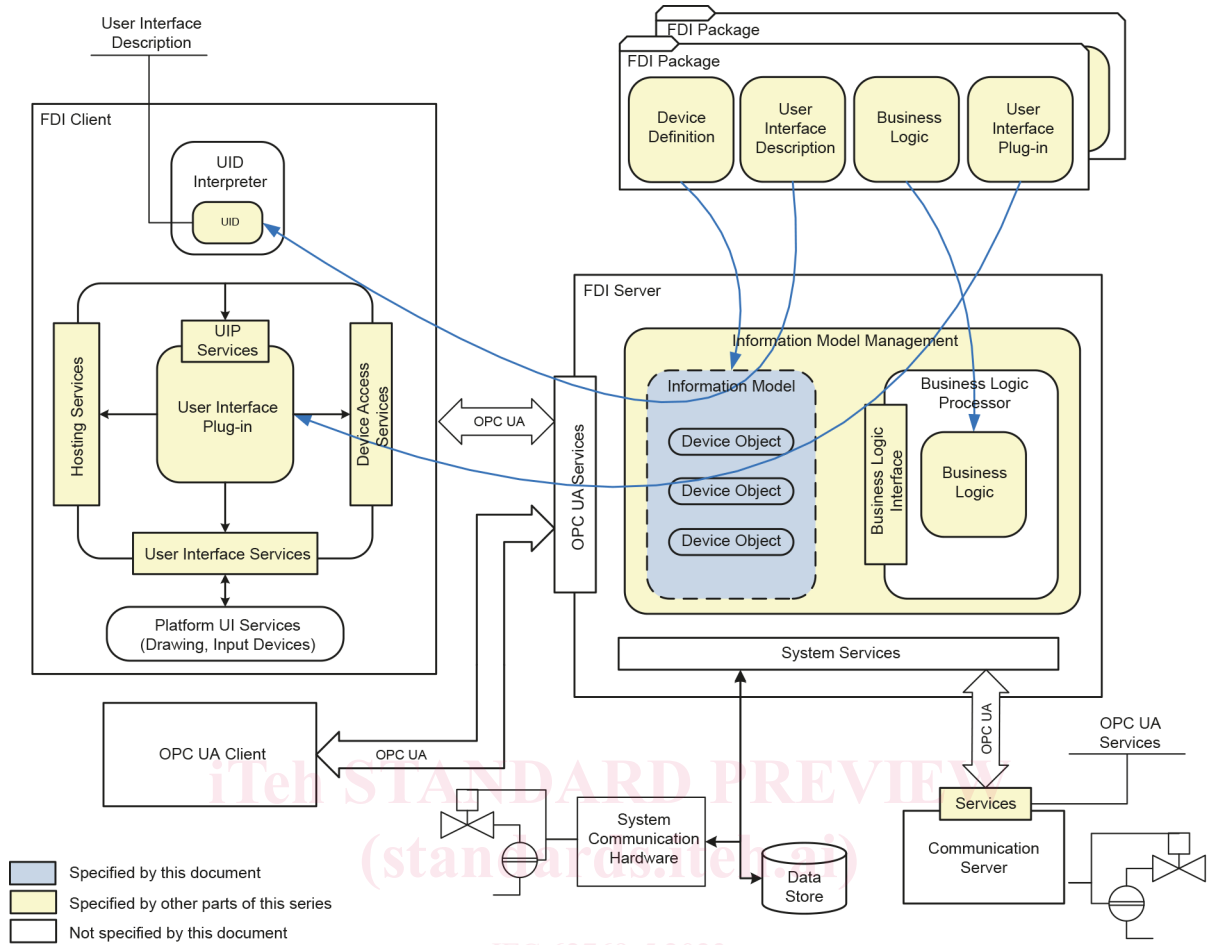 User Interface
Description
FDI Package
FDI Package
Device
Definition
User
Interface
Description
Business
Logic
User
Interface
Plug-in
FDI Client
UID
Interpreter
UID
UIP
Services
Hosting Services
User Interface
Plug-in
Device Access
Services
User Interface Services
Platform UI Services
(Drawing, Input Devices)
OPC UA
OPC UA Services
FDI Server
Information Model Management
Information Model
Device Object
Device Object
Device Object
Business Logic
Processor
Business Logic
Interface
Business
Logic
System Services
OPC UA Client
OPC UA
OPC UA
OPC UA
Services
Services
Communication
Server
System
Communication
Hardware
Data
Store
iTeh STANDARD PREVIEW
(standards.iteh.ai)
Specified by this document
Specified by other parts of this series
Not specified by this document